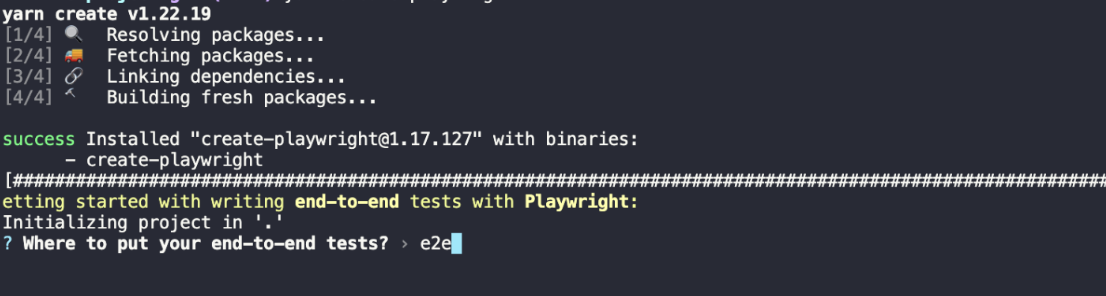 yarn create v1.22.19
[1/4] 🔍 Resolving packages...
[2/4] 🚚 Fetching packages...
[3/4] 🔗 Linking dependencies...
[4/4] 🔨 Building fresh packages...
success Installed "create-playwright@1.17.127" with binaries:
- create-playwright
[#########################################################################################################
etting started with writing end-to-end tests with Playwright:
Initializing project in '.'
? Where to put your end-to-end tests? › e2e